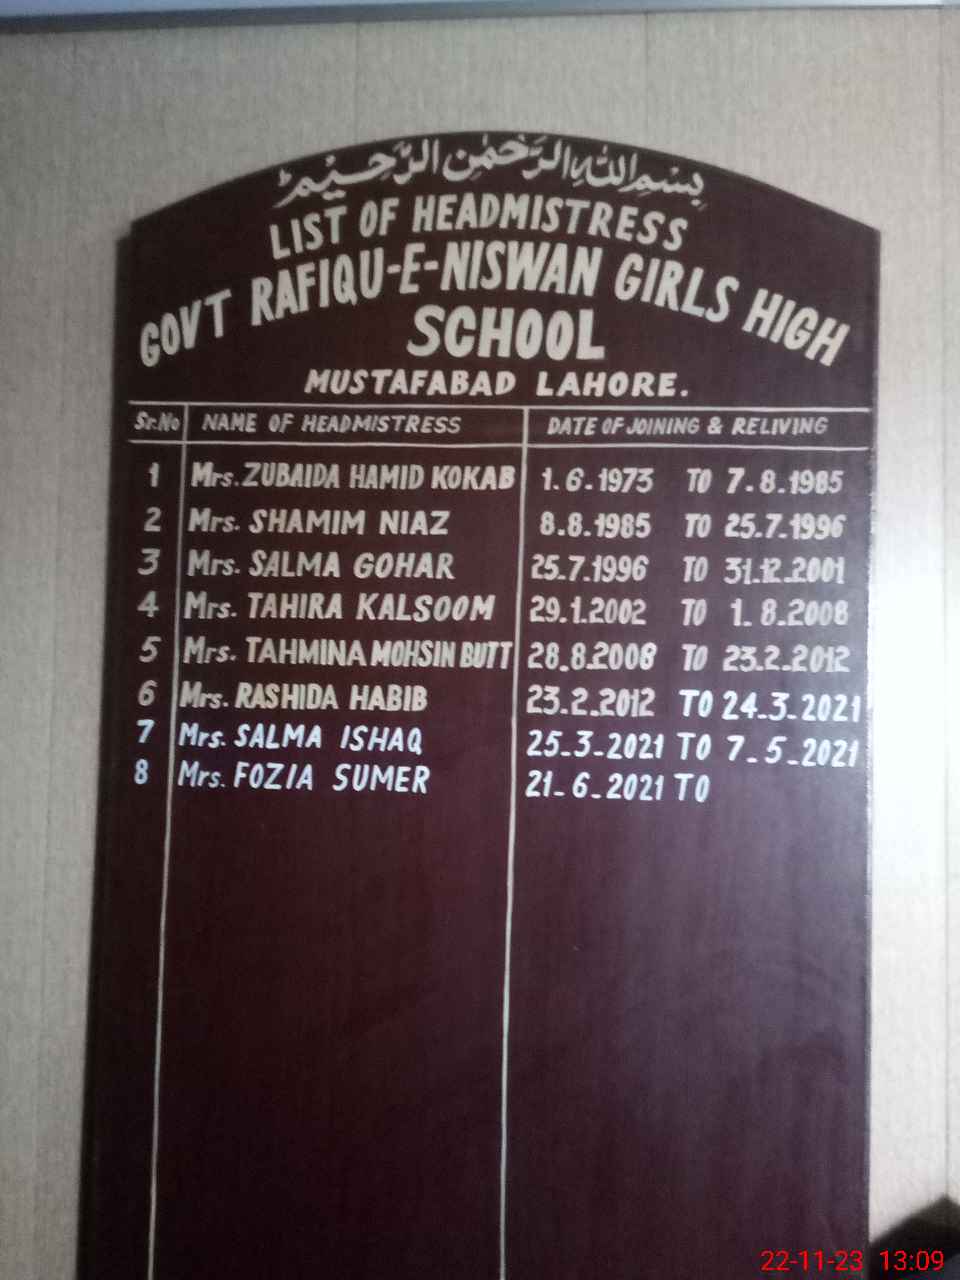 بِسْمِ اللهِ الرَّحْمٰنِ الرَّحِيْمِ
LIST OF HEADMISTRESS
GOVT RAFIQU-E-NISWAN GIRLS HIGH
SCHOOL
MUSTAFABAD LAHORE.
Sr.No NAME OF HEADMISTRESS DATE OF JOINING & RELIVING
1 Mrs. ZUBAIDA HAMID KOKAB 1.6.1973 TO 7.8.1985
2 Mrs. SHAMIM NIAZ 8.8.1985 TO 25.7.1996
3 Mrs. SALMA GOHAR 25.7.1996 TO 31.12.2001
4 Mrs. TAHIRA KALSOOM 29.1.2002 TO 1.8.2008
5 Mrs. TAHMINA MOHSIN BUTT 28.8.2008 TO 23.2.2012
6 Mrs. RASHIDA HABIB 23.2.2012 TO 24.3.2021
7 Mrs. SALMA ISHAQ 25.3.2021 TO 7.5.2021
8 Mrs. FOZIA SUMER 21.6.2021 TO
22-11-23 13:09